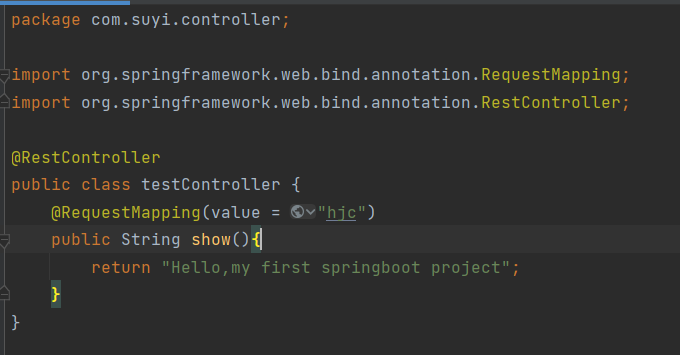 package com.suyi.controller;
import org.springframework.web.bind.annotation.RequestMapping;
import org.springframework.web.bind.annotation.RestController;
@RestController
public class testController {
@RequestMapping(value = "hjc")
public String show(){
return "Hello,my first springboot project";
}
}